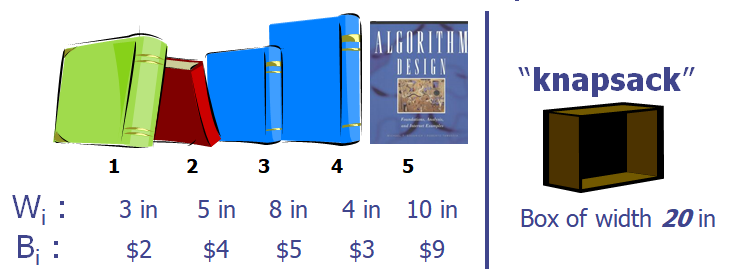 ALGORITHM
DESIGN
"knapsack"
1 2 3 4 5
Wi : 3 in 5 in 8 in 4 in 10 in
Bi : $2 $4 $5 $3 $9
Box of width 20 in